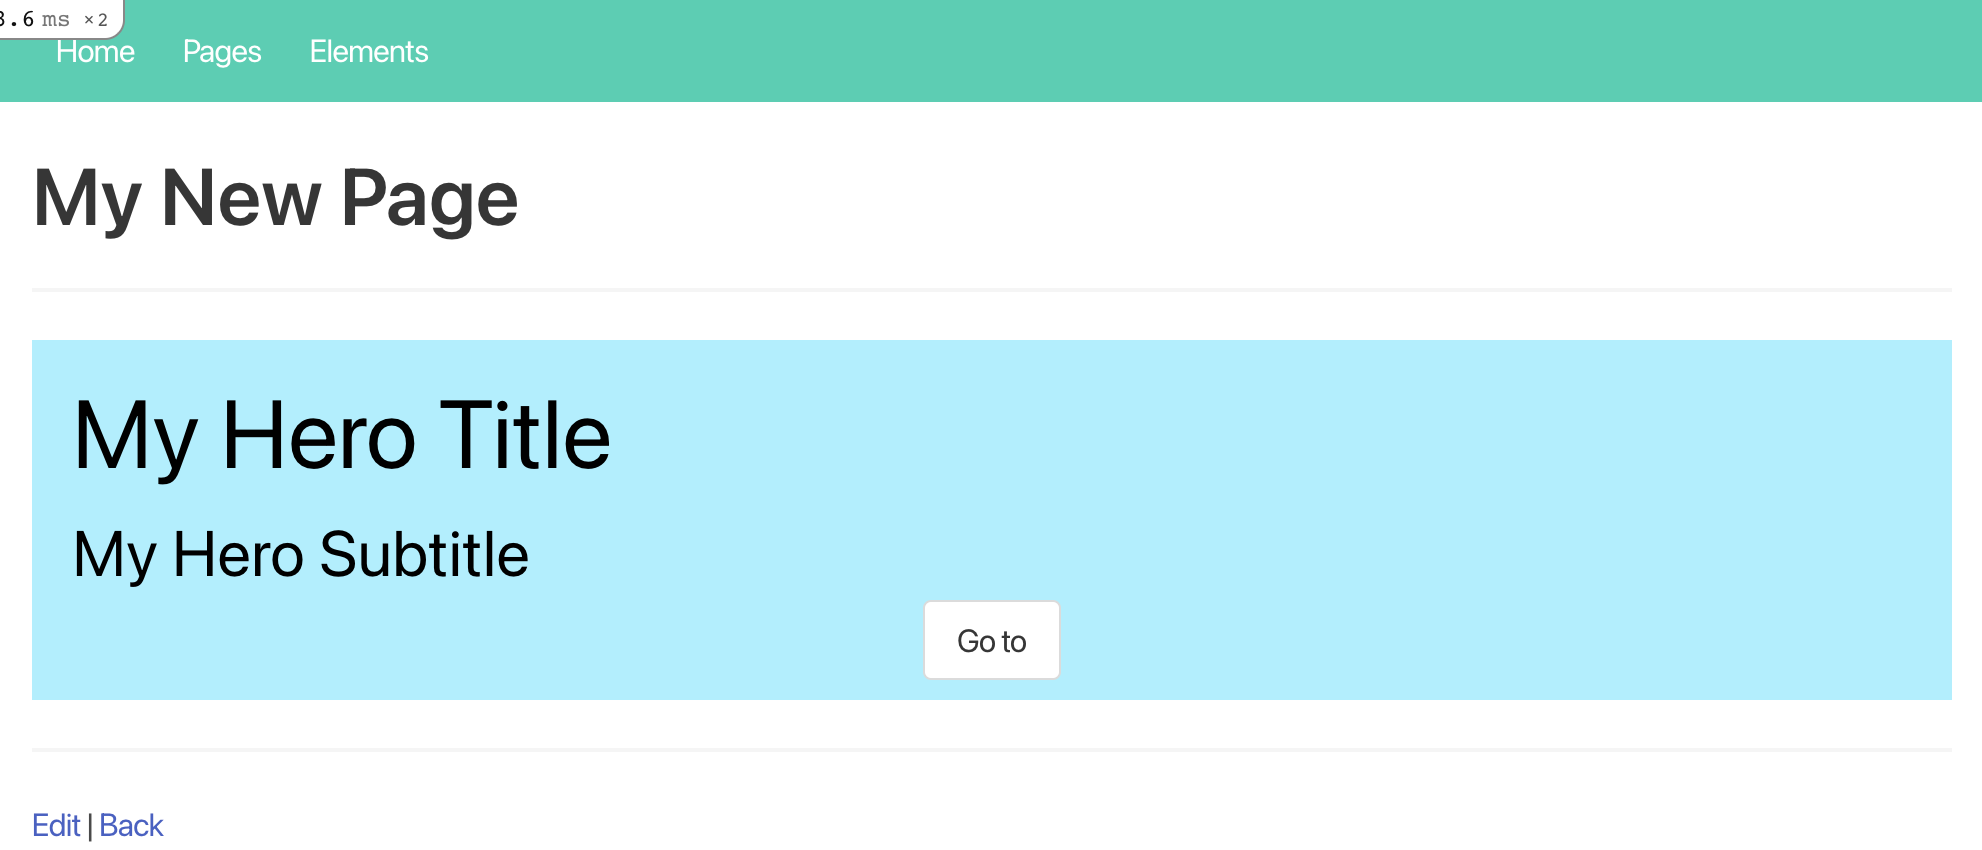 .6 ms ×2
Home Pages Elements
My New Page
My Hero Title
My Hero Subtitle
Go to
Edit | Back